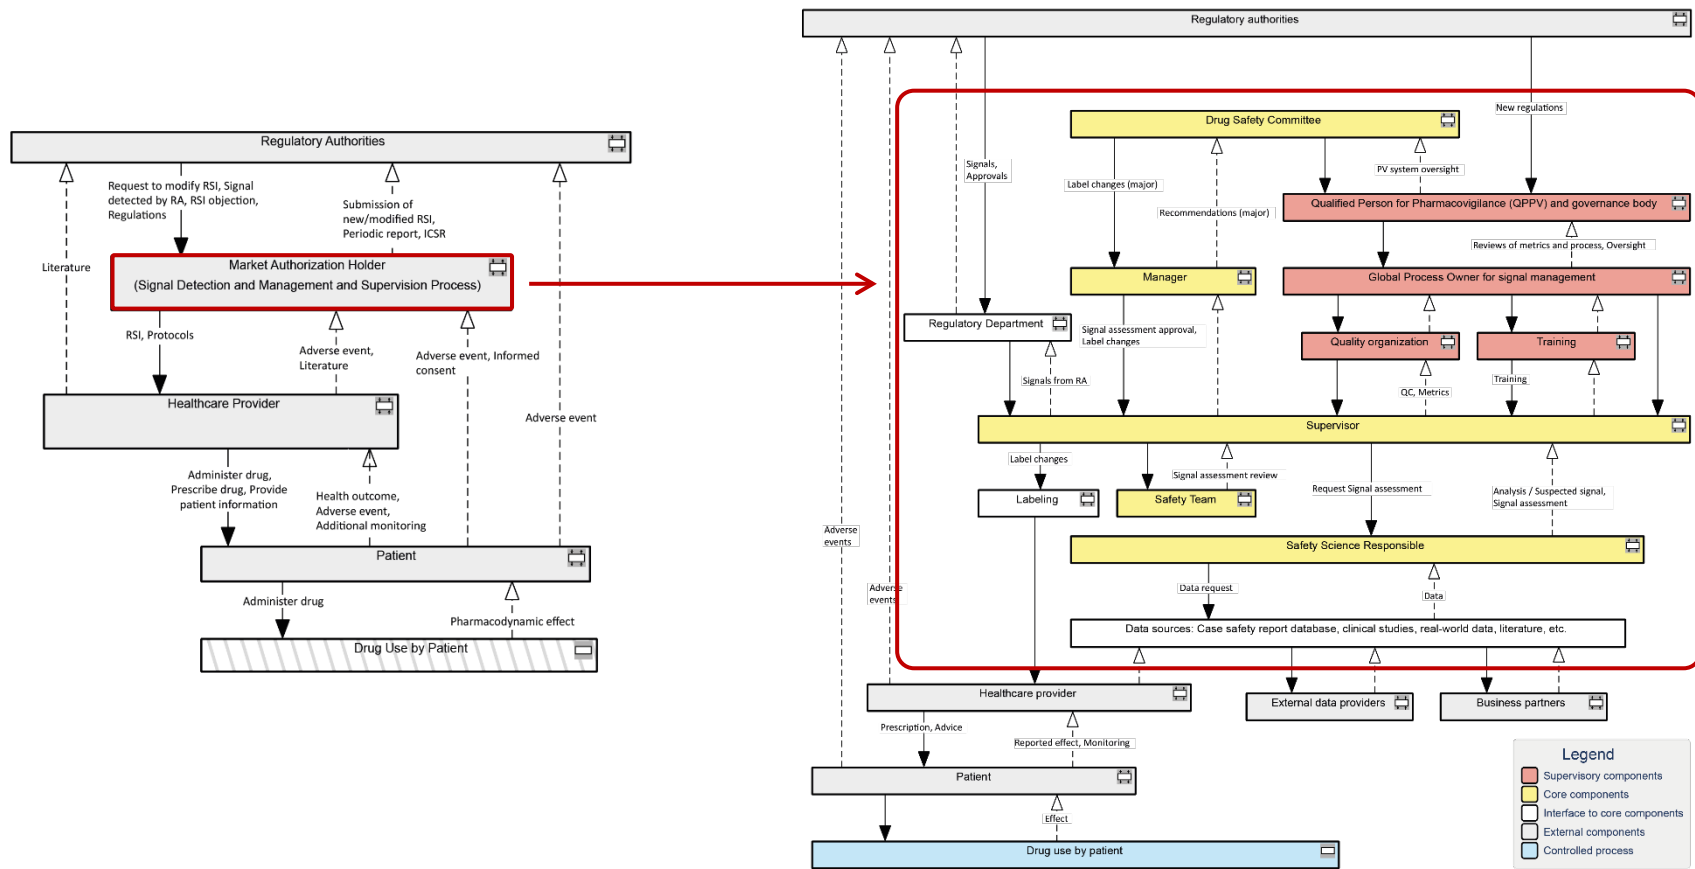 Regulatory Authorities
Request to modify RSI, Signal
detected by RA, RSI objection,
Regulations
Submission of
new/modified RSI,
Periodic report, ICSR
Literature
Market Authorization Holder
(Signal Detection and Management and Supervision Process)
RSI, Protocols
Adverse event,
Literature
Adverse event, Informed
consent
Adverse event
Healthcare Provider
Administer drug,
Prescribe drug, Provide
patient information
Health outcome,
Adverse event,
Additional monitoring
Patient
Administer drug
Pharmacodynamic effect
Drug Use by Patient
Regulatory authorities
New regulations
Drug Safety Committee
Signals,
Approvals
Label changes (major)
PV system oversight
Recommendations (major)
Qualified Person for Pharmacovigilance (QPPV) and governance body
Reviews of metrics and process, Oversight
Manager
Global Process Owner for signal management
Regulatory Department
Signal assessment approval,
Label changes
Quality organization
Training
Signals from RA
Training
QC, Metrics
Supervisor
Label changes
Signal assessment review
Request Signal assessment
Analysis / Suspected signal,
Signal assessment
Labeling
Safety Team
Adverse
events
Safety Science Responsible
Adverse
events
Data request
Data
Data sources: Case safety report database, clinical studies, real-world data, literature, etc.
Healthcare provider
External data providers
Business partners
Prescription, Advice
Reported effect, Monitoring
Patient
Effect
Drug use by patient
Legend
Supervisory components
Core components
Interface to core components
External components
Controlled process